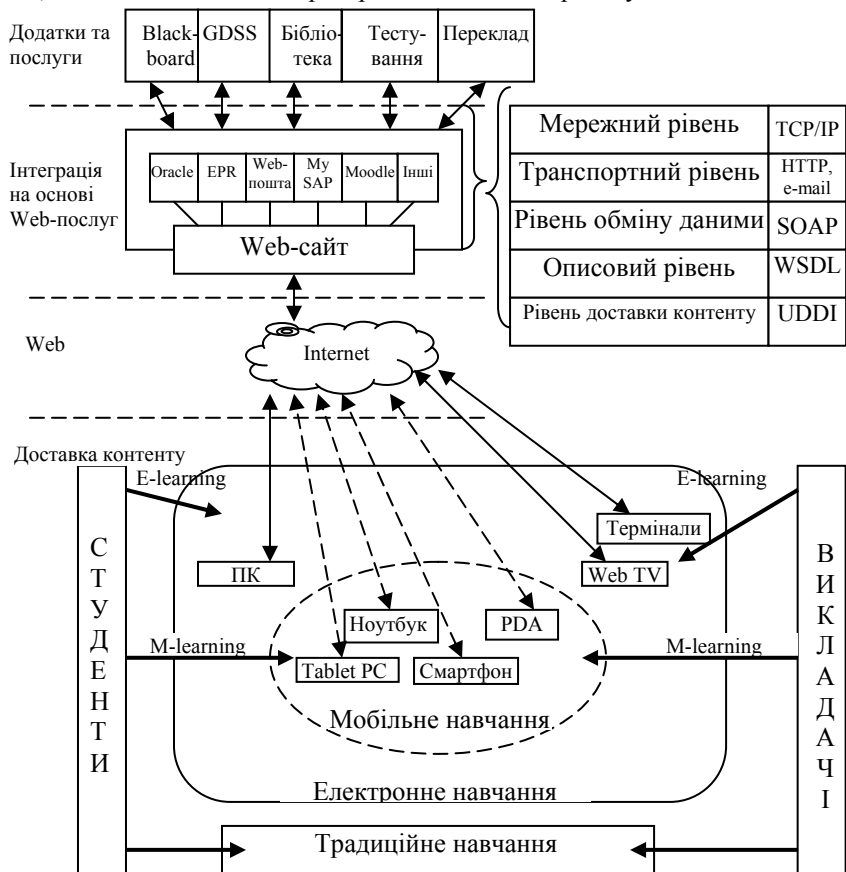 Додатки та
послуги
Black-
board
GDSS
Бібліо-
тека
Тесту-
вання
Переклад
Інтеграція
на основі
Web-послуг
Oracle
EPR
Web-
пошта
My
SAP
Moodle
Інші
Web-сайт
Мережний рівень
TCP/IP
Транспортний рівень
HTTP,
e-mail
Рівень обміну даними
SOAP
Описовий рівень
WSDL
Рівень доставки контенту
UDDI
Web
Internet
Доставка контенту
E-learning
E-learning
Термінали
ПК
Web TV
Ноутбук
PDA
M-learning
M-learning
Tablet PC
Смартфон
Мобільне навчання
Електронне навчання
Традиційне навчання
СТУДЕНТИ
ВИКЛАДАЧІ